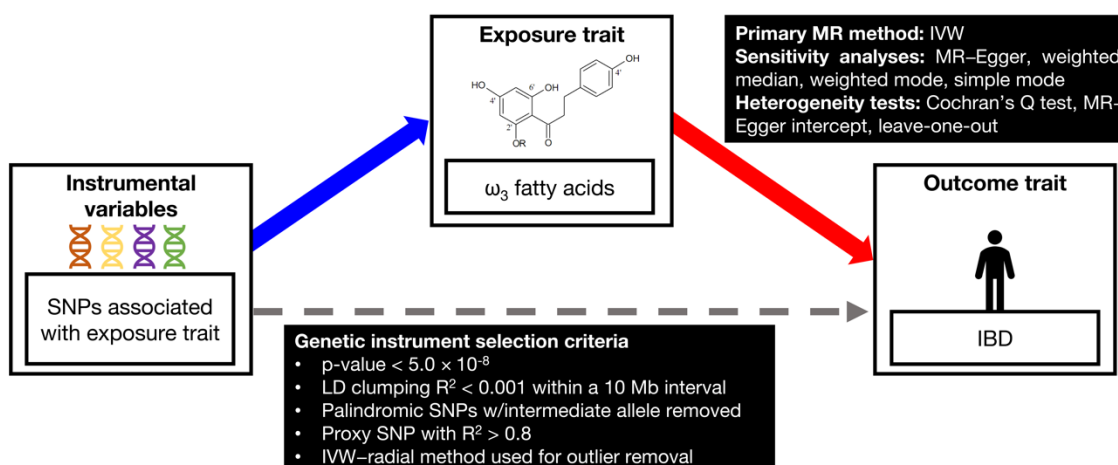 Exposure trait
OH
4'
HO
6'
OH
4'
2'
OR
O
ω₃ fatty acids
Primary MR method: IVW
Sensitivity analyses: MR–Egger, weighted
median, weighted mode, simple mode
Heterogeneity tests: Cochran's Q test, MR-
Egger intercept, leave-one-out
Instrumental
variables
SNPs associated
with exposure trait
Outcome trait
IBD
Genetic instrument selection criteria
• p-value < 5.0 × 10⁻⁸
• LD clumping R² < 0.001 within a 10 Mb interval
• Palindromic SNPs w/intermediate allele removed
• Proxy SNP with R² > 0.8
• IVW–radial method used for outlier removal